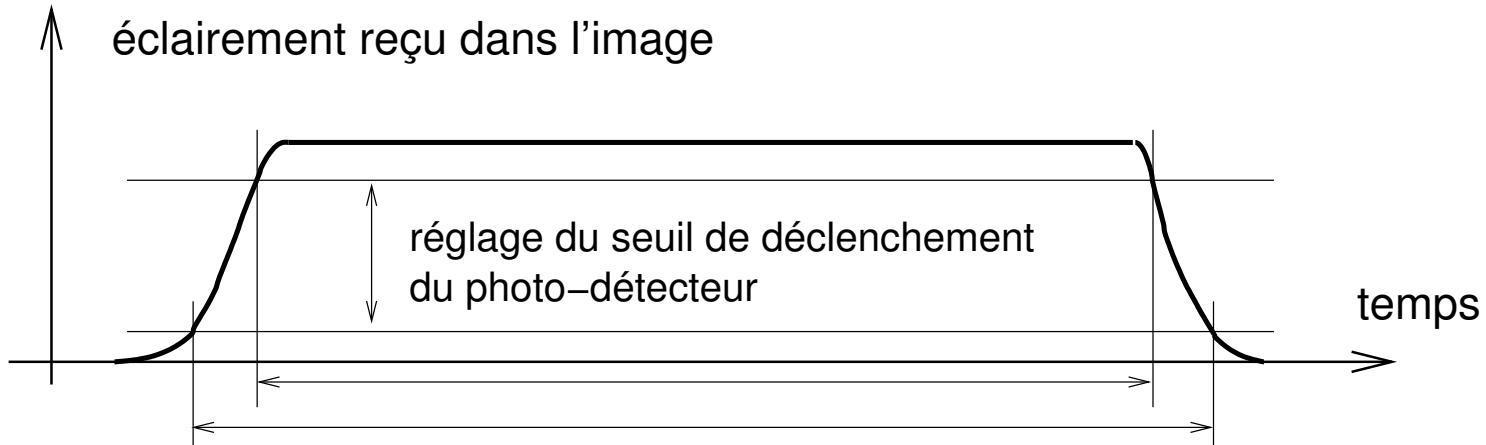 éclairement reçu dans l'image
réglage du seuil de déclenchement
du photo−détecteur
temps